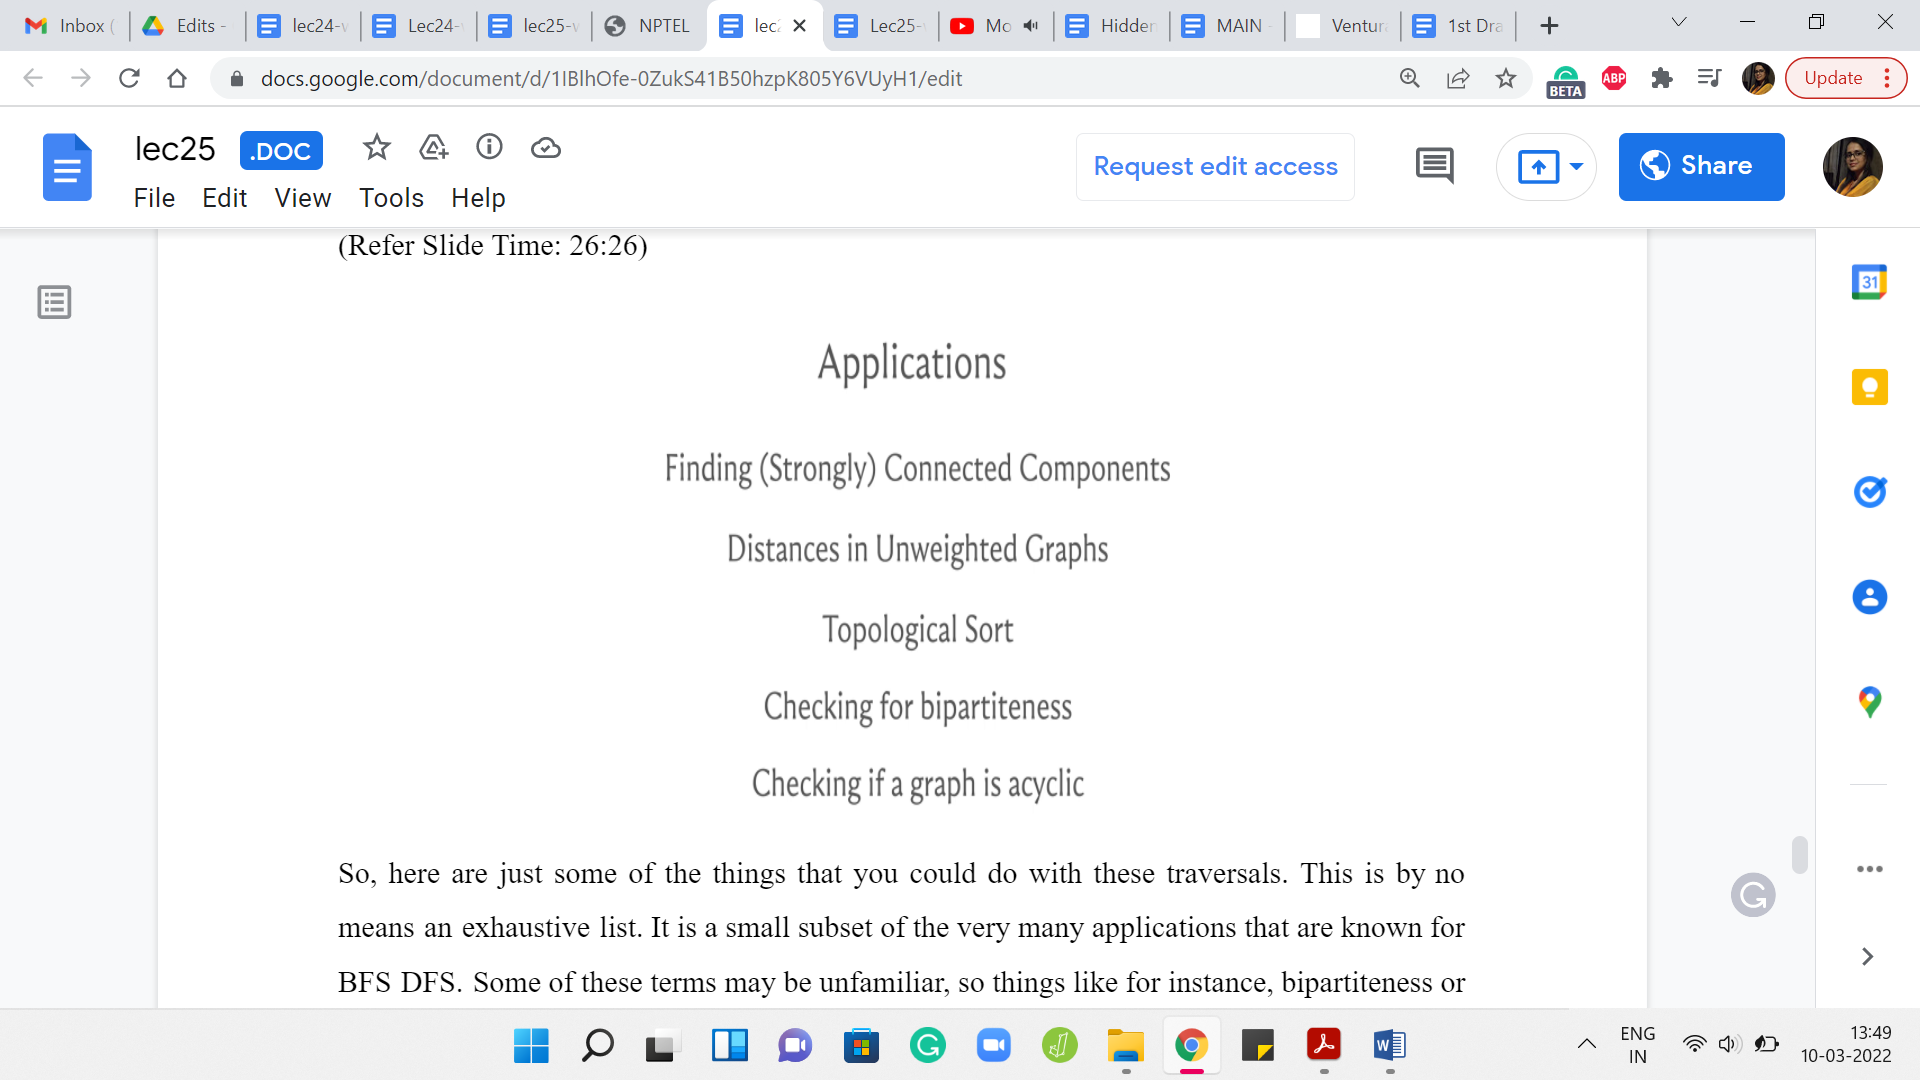 Inbox (
Edits -
lec24-v
Lec24-
lec25-v
NPTEL
lec
Lec25-
Mo
Hidden
MAIN -
Ventur
1st Dra
docs.google.com/document/d/1IBlhOfe-0ZukS41B50hzpK805Y6VUyH1/edit
BETA
ABP
Update
lec25
.DOC
Request edit access
Share
File Edit View Tools Help
31
(Refer Slide Time: 26:26)
Applications
Finding (Strongly) Connected Components
Distances in Unweighted Graphs
Topological Sort
Checking for bipartiteness
Checking if a graph is acyclic
So, here are just some of the things that you could do with these traversals. This is by no
means an exhaustive list. It is a small subset of the very many applications that are known for
BFS DFS. Some of these terms may be unfamiliar, so things like for instance, bipartiteness or
ENG
IN
13:49
10-03-2022